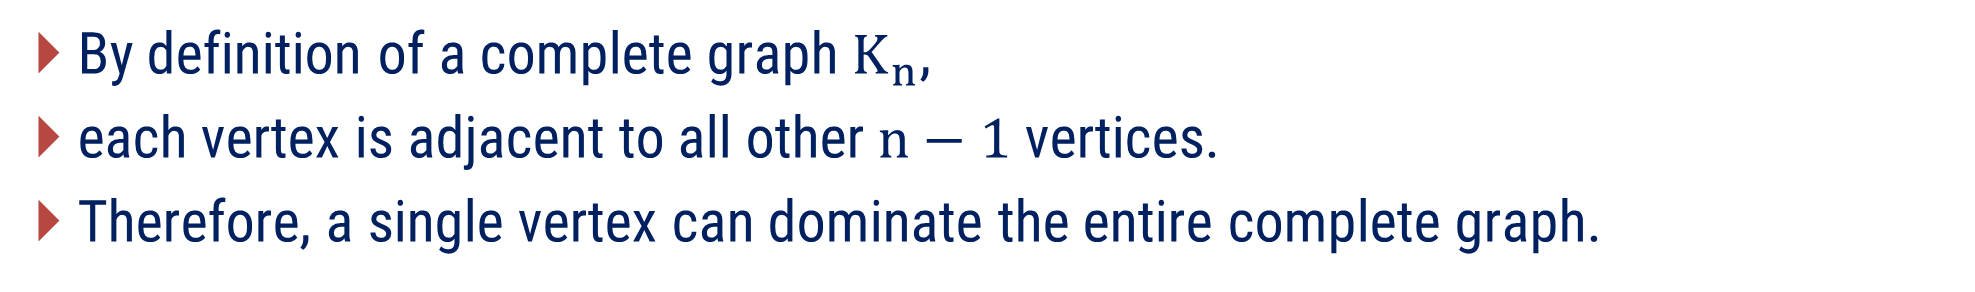 By definition of a complete graph Kₙ,
each vertex is adjacent to all other n − 1 vertices.
Therefore, a single vertex can dominate the entire complete graph.